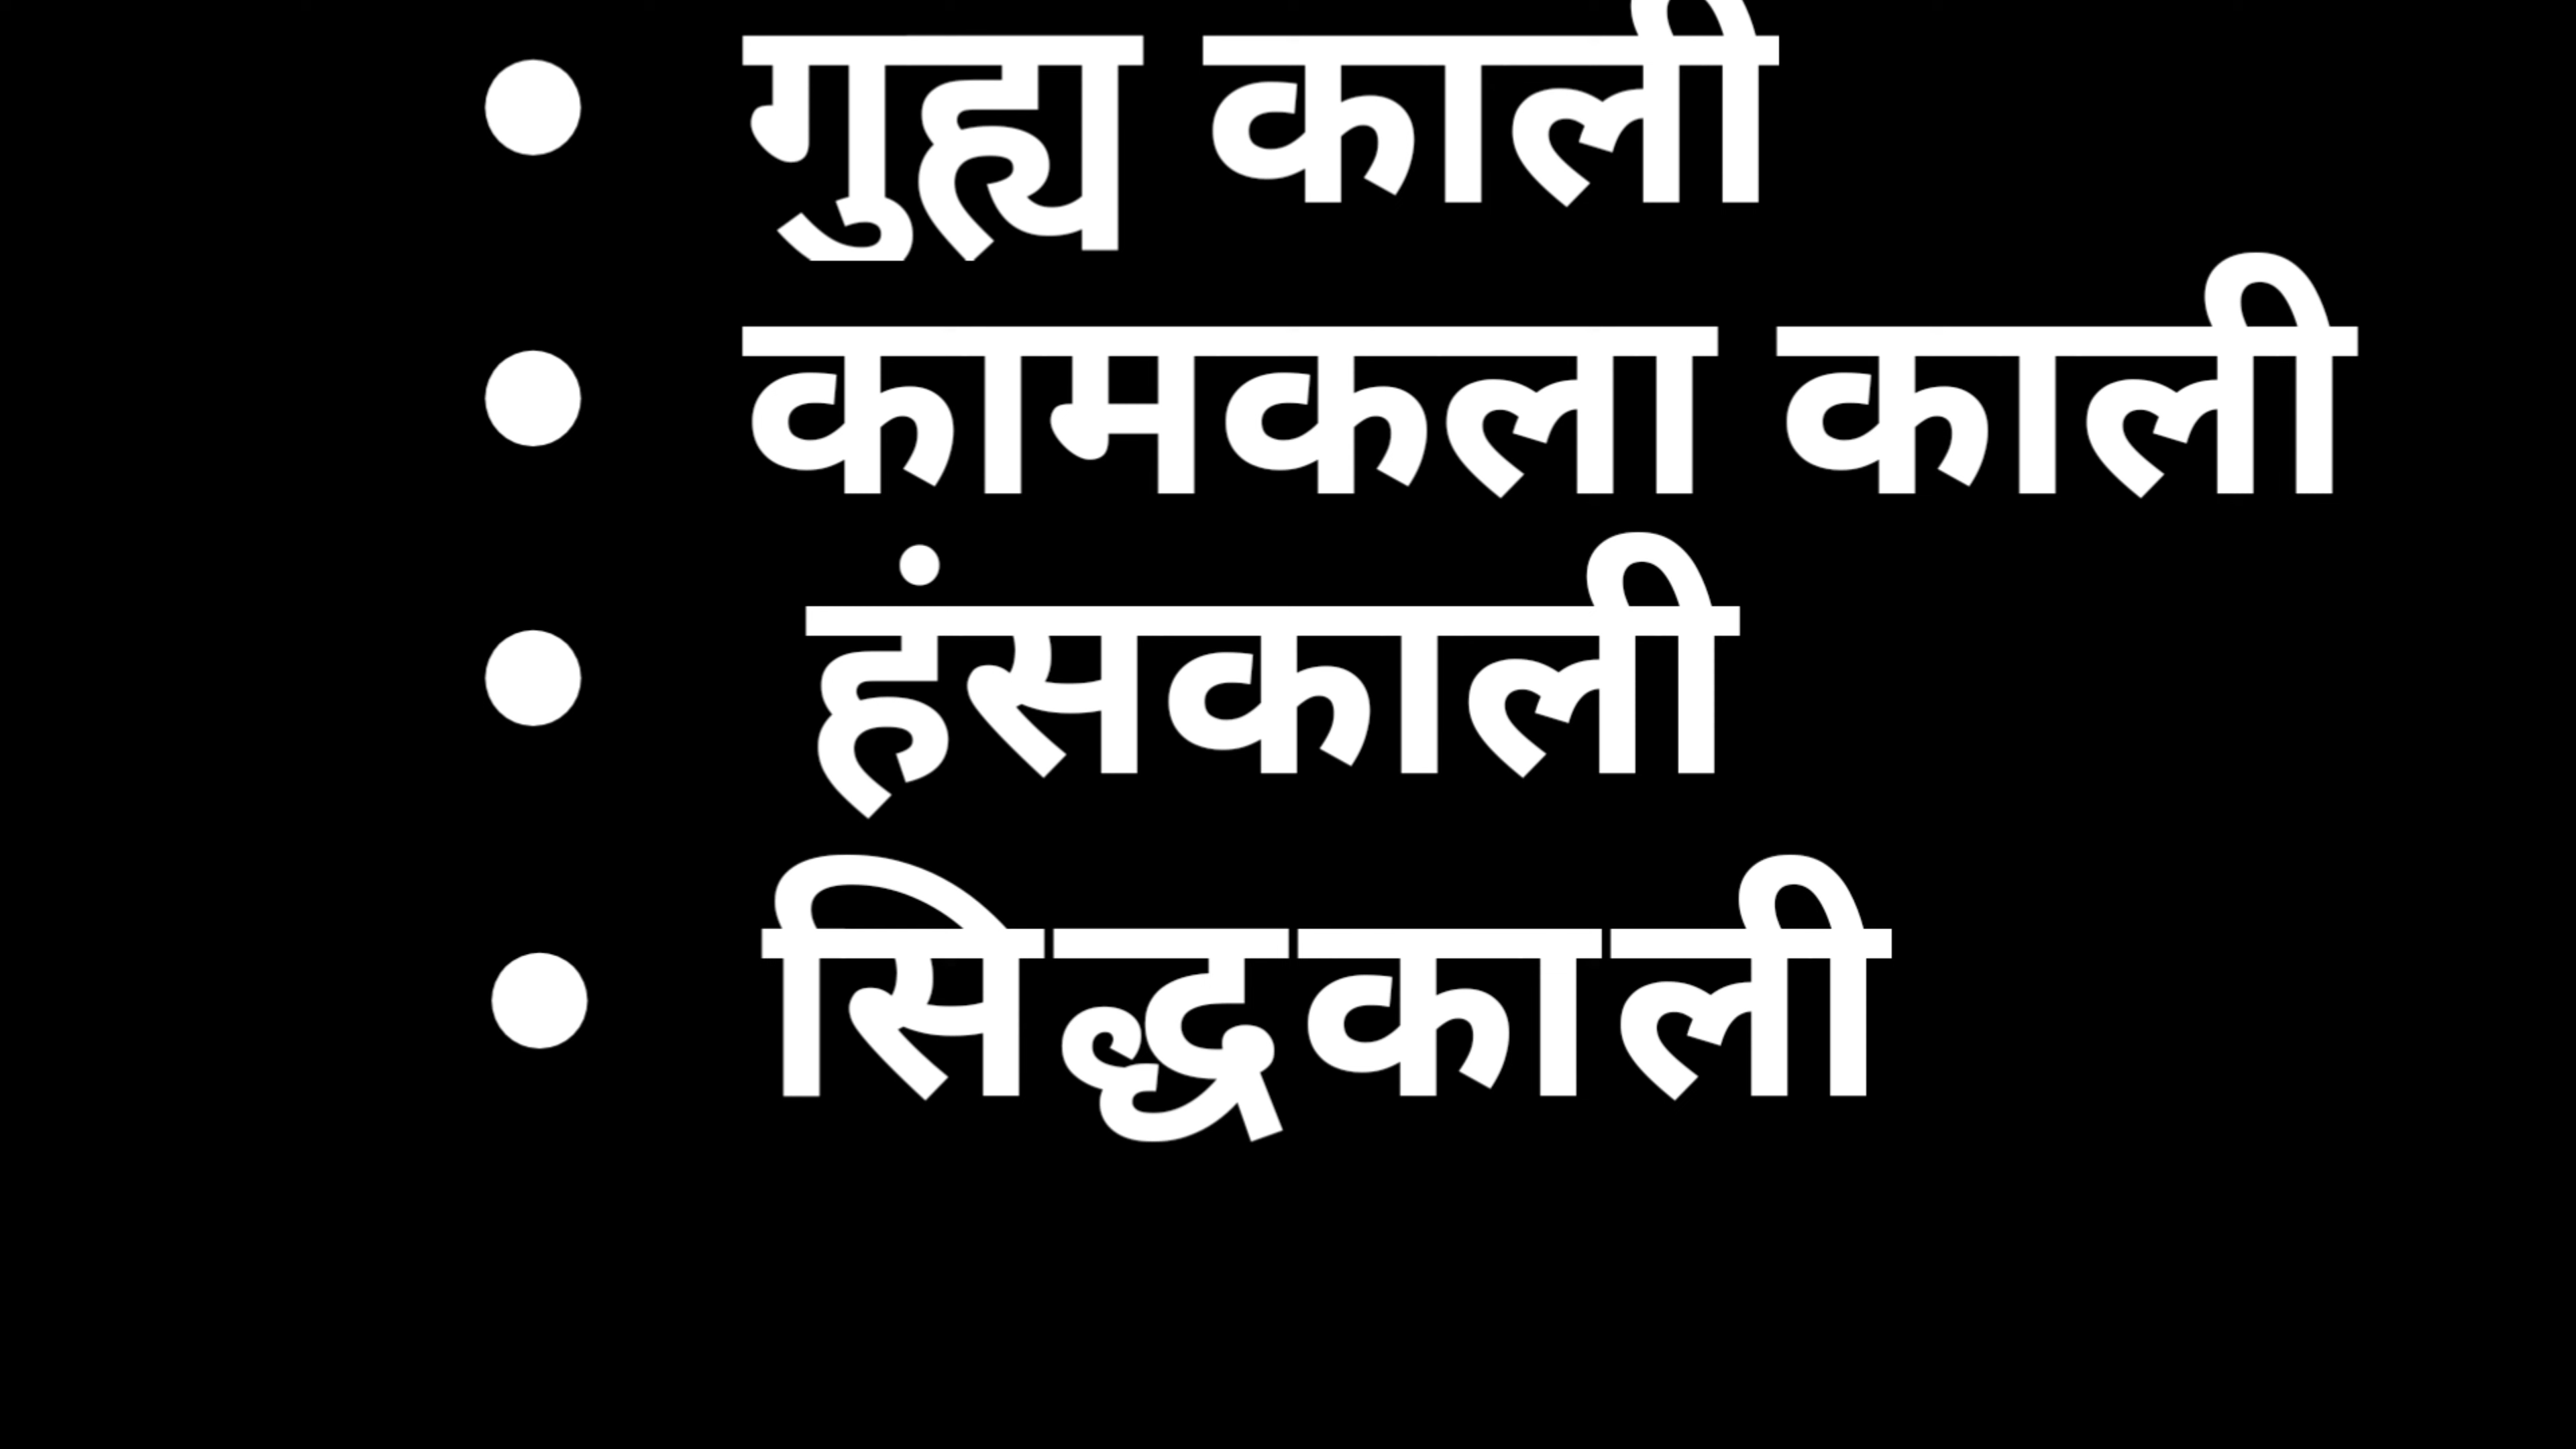 • गुह्य काली
• कामकला काली
• हंसकाली
• सिद्धकाली